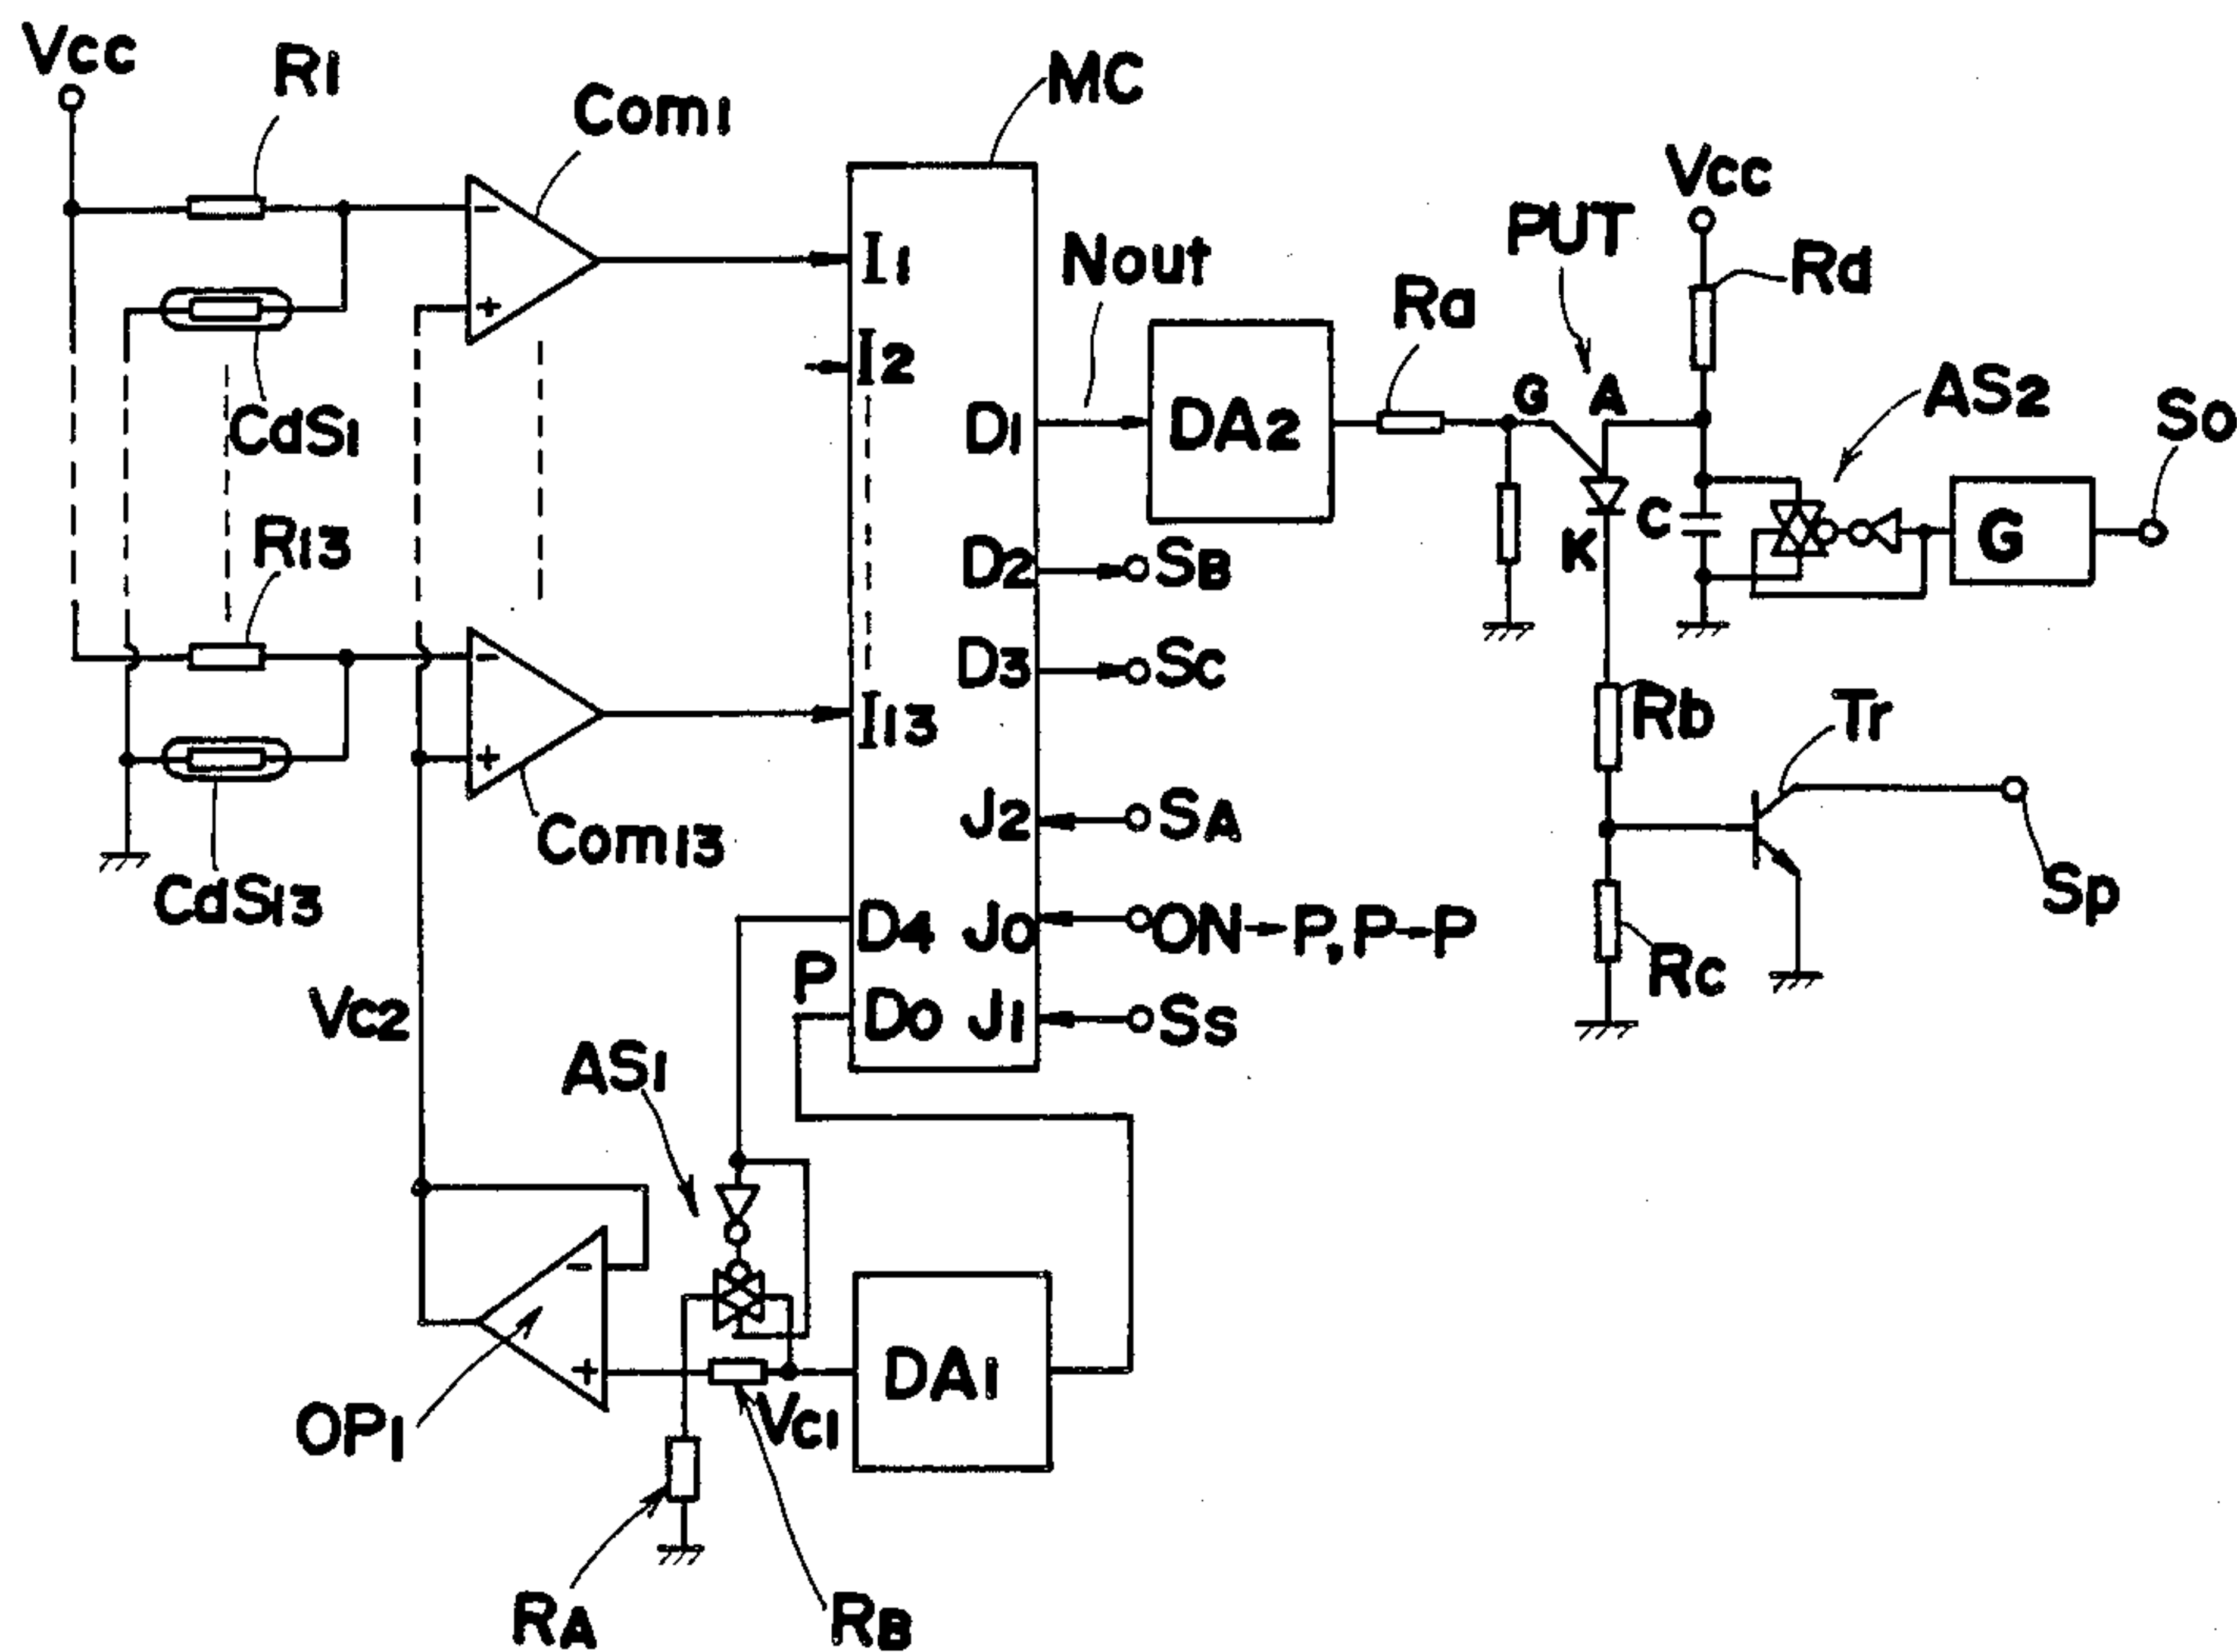 Vcc
R1
Com1
MC
Vcc
PUT
Rd
I1
Nout
Ra
G
A
AS2
So
I2
CdS1
D1
DA2
R13
C
G
K
D2
SB
D3
Sc
I13
Rb
Tr
Com13
J2
SA
CdS13
D4
Jo
ON→P, P→P
Sp
Rc
P
Vc2
Do
J1
Ss
AS1
-
+
-
+
-
+
DA1
Vc1
OP1
RA
RB